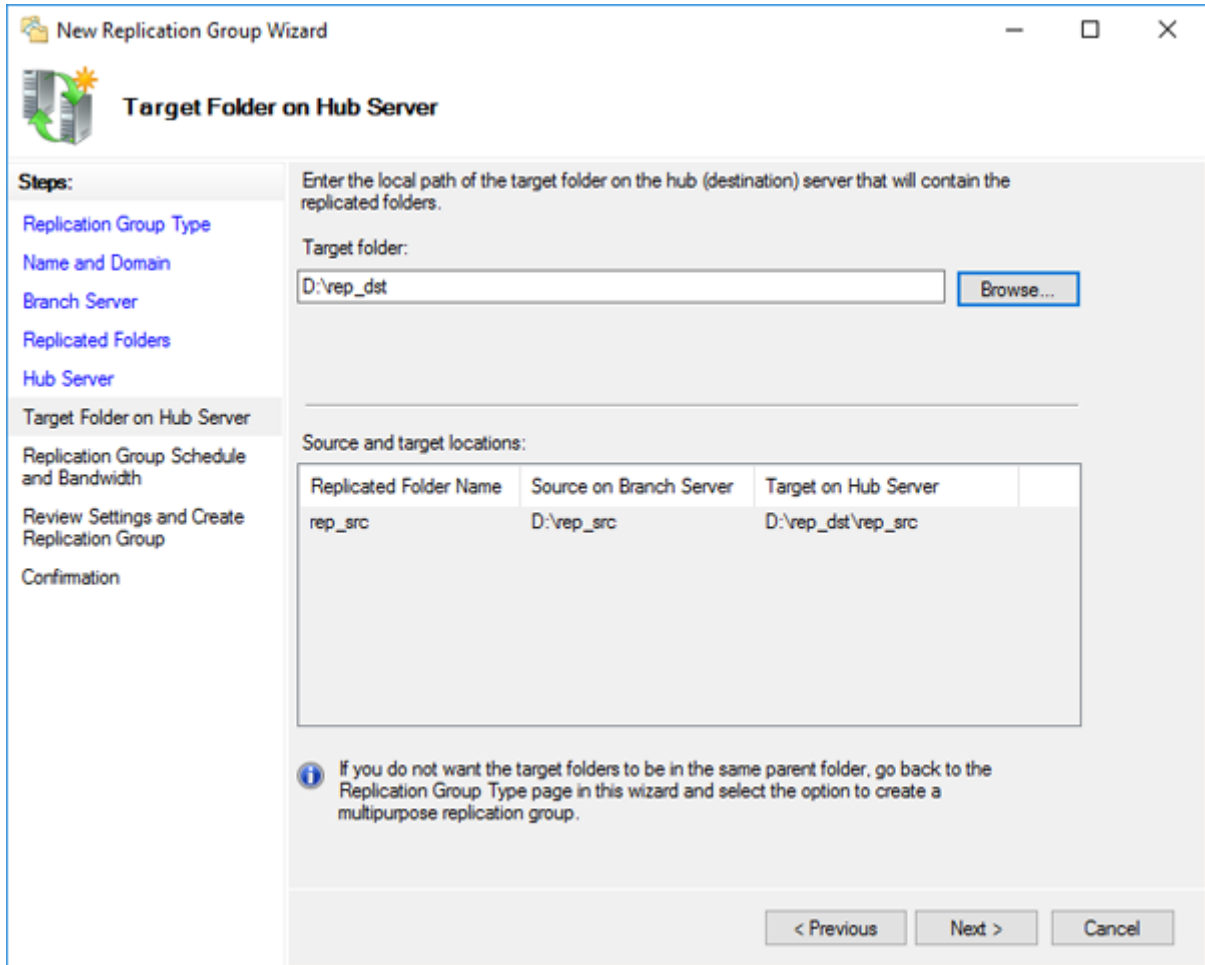 New Replication Group Wizard
Target Folder on Hub Server
Steps:
Replication Group Type
Name and Domain
Branch Server
Replicated Folders
Hub Server
Target Folder on Hub Server
Replication Group Schedule
and Bandwidth
Review Settings and Create
Replication Group
Confirmation
Enter the local path of the target folder on the hub (destination) server that will contain the
replicated folders.
Target folder:
D:\rep_dst
Browse...
Source and target locations:
Replicated Folder Name Source on Branch Server Target on Hub Server
rep_src D:\rep_src D:\rep_dst\rep_src
If you do not want the target folders to be in the same parent folder, go back to the
Replication Group Type page in this wizard and select the option to create a
multipurpose replication group.
< Previous Next > Cancel